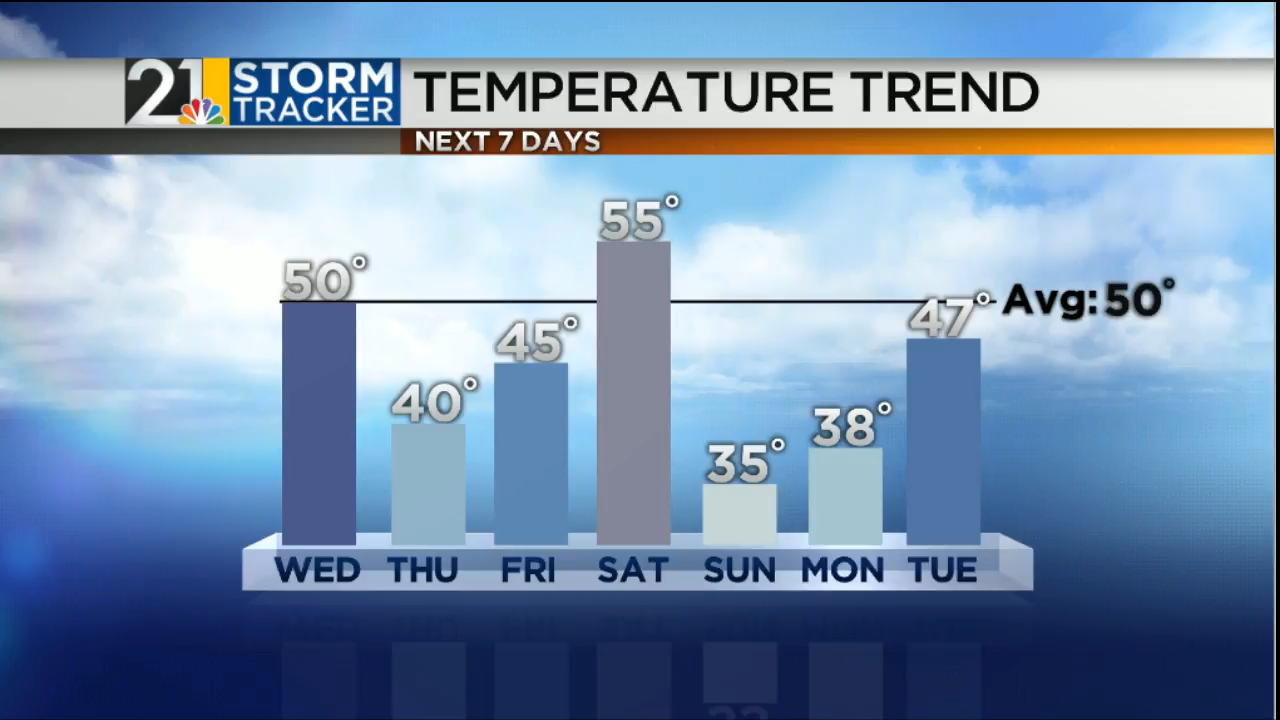 21 STORM TRACKER TEMPERATURE TREND
NEXT 7 DAYS
55°
50°
Avg: 50°
47°
45°
40°
38°
35°
WED THU FRI SAT SUN MON TUE